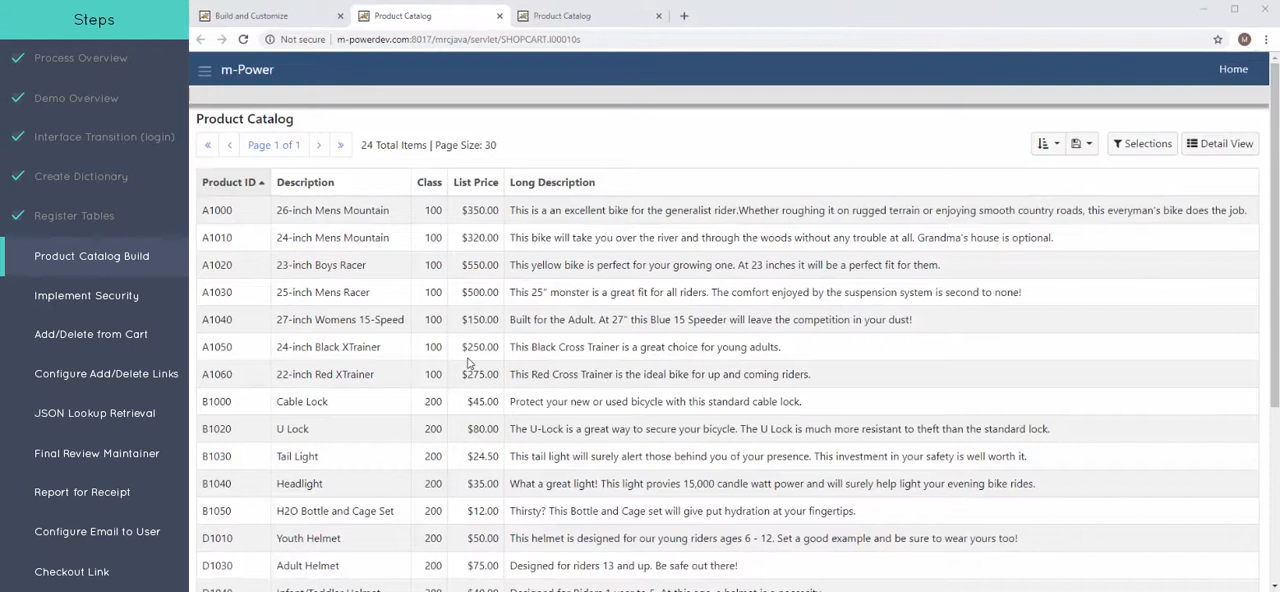 Steps
Process Overview
Demo Overview
Interface Transition (login)
Create Dictionary
Register Tables
Product Catalog Build
Implement Security
Add/Delete from Cart
Configure Add/Delete Links
JSON Lookup Retrieval
Final Review Maintainer
Report for Receipt
Configure Email to User
Checkout Link
Build and Customize
Product Catalog
Product Catalog
Not secure m-powerdev.com:8017/mrcjava/servlet/SHOPCART.I00010s
M
m-Power
Home
Product Catalog
« ‹ Page 1 of 1 › » 24 Total Items | Page Size: 30
Selections
Detail View
Product ID Description Class List Price Long Description
A1000 26-inch Mens Mountain 100 $350.00 This is a an excellent bike for the generalist rider.Whether roughing it on rugged terrain or enjoying smooth country roads, this everyman's bike does the job.
A1010 24-inch Mens Mountain 100 $320.00 This bike will take you over the river and through the woods without any trouble at all. Grandma's house is optional.
A1020 23-inch Boys Racer 100 $550.00 This yellow bike is perfect for your growing one. At 23 inches it will be a perfect fit for them.
A1030 25-inch Mens Racer 100 $500.00 This 25" monster is a great fit for all riders. The comfort enjoyed by the suspension system is second to none!
A1040 27-inch Womens 15-Speed 100 $150.00 Built for the Adult. At 27" this Blue 15 Speeder will leave the competition in your dust!
A1050 24-inch Black XTrainer 100 $250.00 This Black Cross Trainer is a great choice for young adults.
A1060 22-inch Red XTrainer 100 $275.00 This Red Cross Trainer is the ideal bike for up and coming riders.
B1000 Cable Lock 200 $45.00 Protect your new or used bicycle with this standard cable lock.
B1020 U Lock 200 $80.00 The U-Lock is a great way to secure your bicycle. The U Lock is much more resistant to theft than the standard lock.
B1030 Tail Light 200 $24.50 This tail light will surely alert those behind you of your presence. This investment in your safety is well worth it.
B1040 Headlight 200 $35.00 What a great light! This light provies 15,000 candle watt power and will surely help light your evening bike rides.
B1050 H2O Bottle and Cage Set 200 $12.00 Thirsty? This Bottle and Cage set will give put hydration at your fingertips.
D1010 Youth Helmet 200 $50.00 This helmet is designed for our young riders ages 6 - 12. Set a good example and be sure to wear yours too!
D1030 Adult Helmet 200 $75.00 Designed for riders 13 and up. Be safe out there!